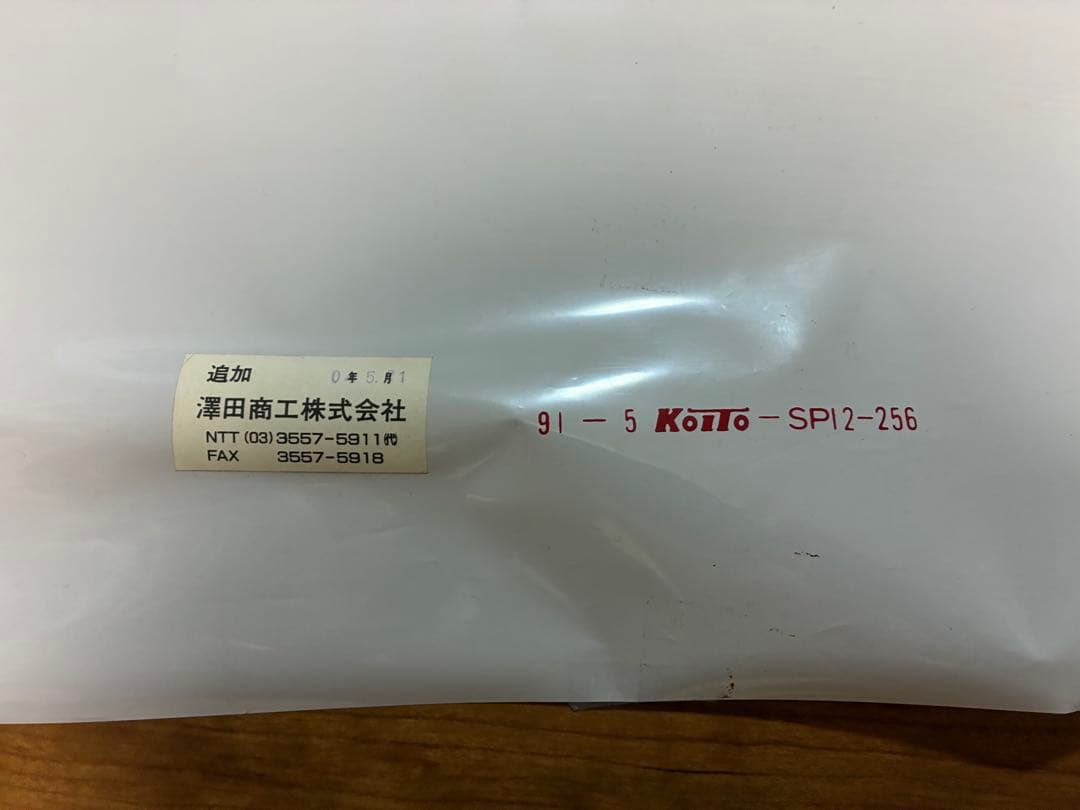 追加 0年5.月1
澤田商工株式会社
NTT (03)3557-5911代
FAX 3557-5918
91-5 KOITO-SP12-256